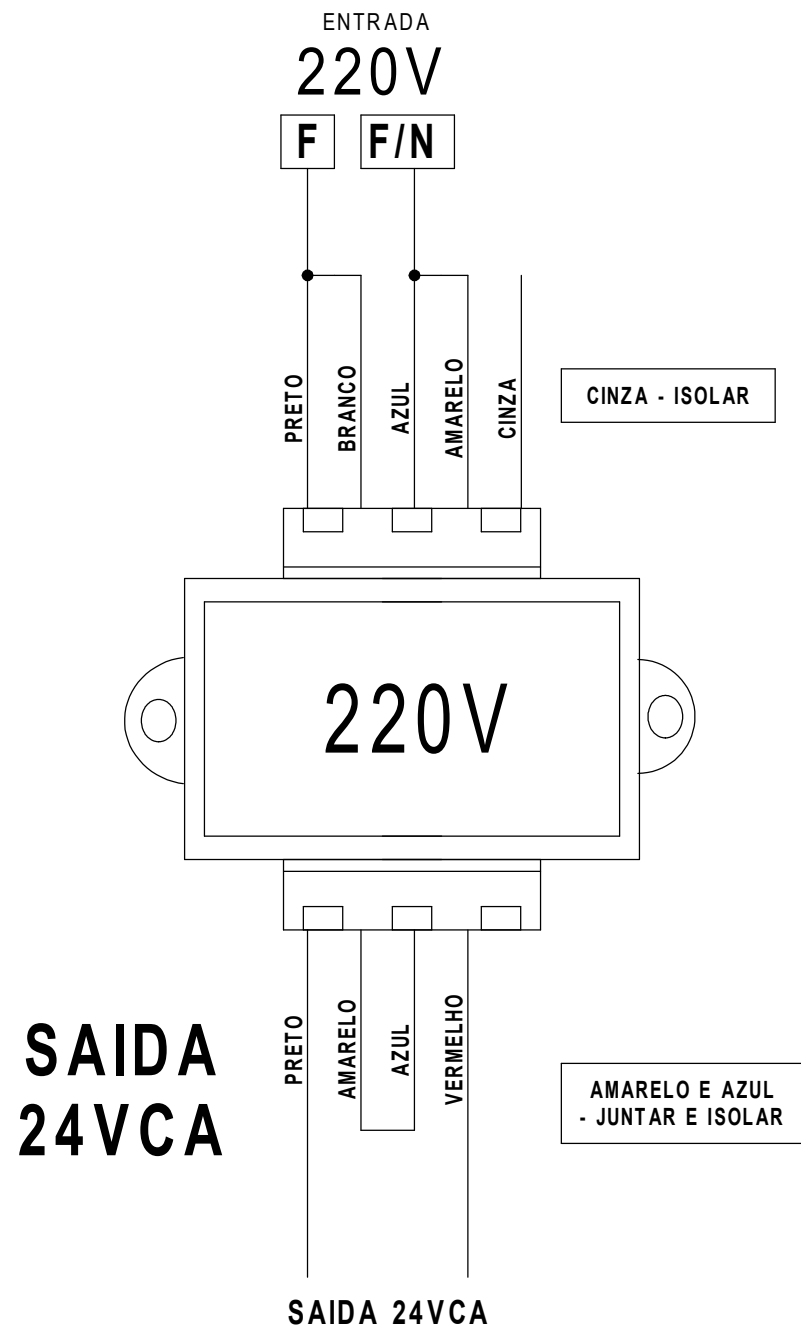 ENTRADA
220V
F
F/N
PRETO
BRANCO
AZUL
AMARELO
CINZA
CINZA - ISOLAR
220V
PRETO
AMARELO
AZUL
VERMELHO
SAIDA
24VCA
AMARELO E AZUL
- JUNTAR E ISOLAR
SAIDA 24VCA